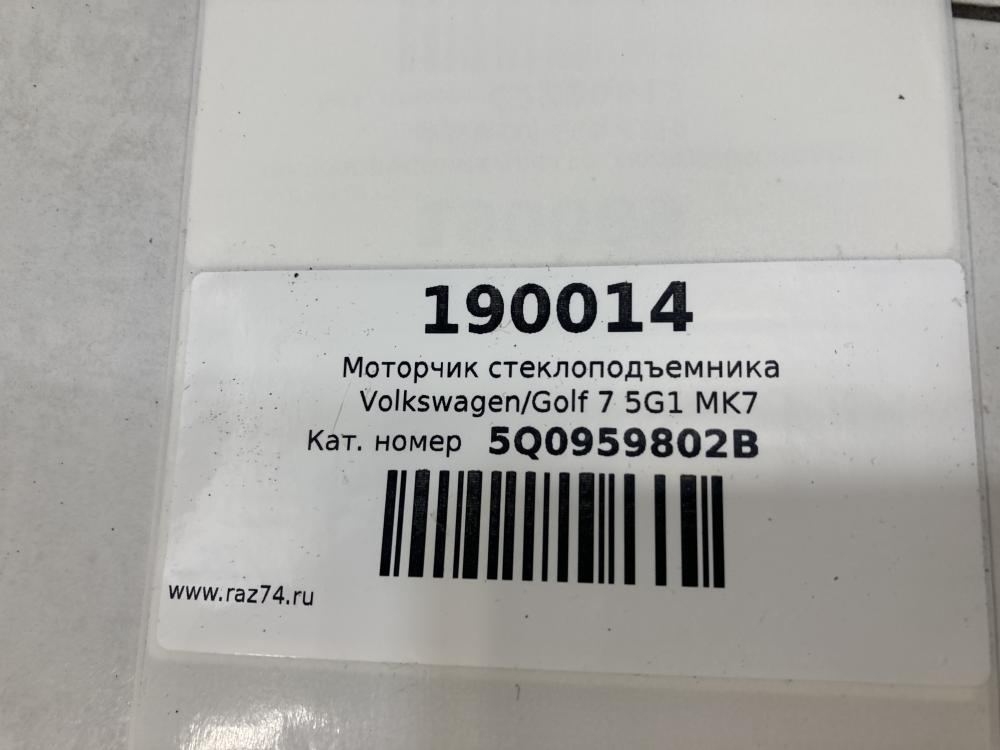 190014
Моторчик стеклоподъемника
Volkswagen/Golf 7 5G1 MK7
Кат. номер 5Q0959802B
www.raz74.ru